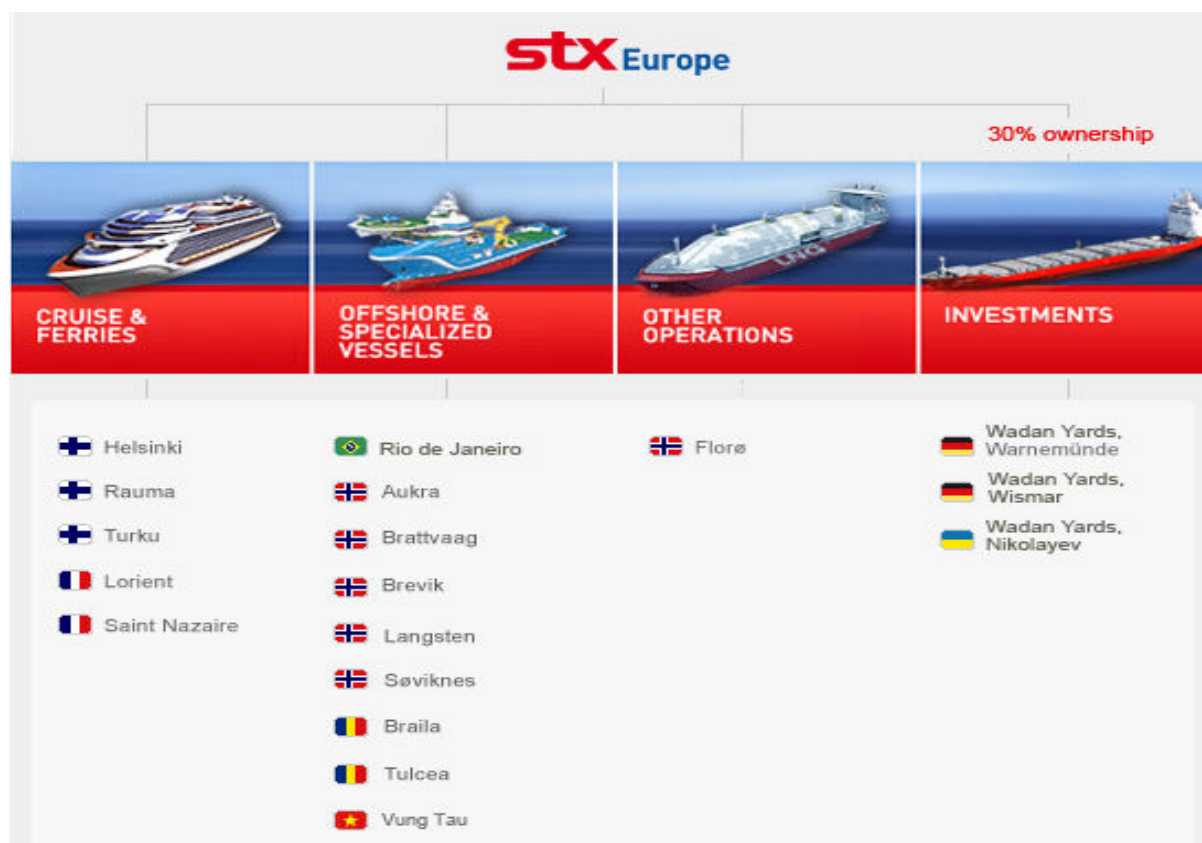 stx Europe
30% ownership
CRUISE &
FERRIES
OFFSHORE &
SPECIALIZED
VESSELS
OTHER
OPERATIONS
INVESTMENTS
LNG
Helsinki
Rauma
Turku
Lorient
Saint Nazaire
Rio de Janeiro
Aukra
Brattvaag
Brevik
Langsten
Søviknes
Braila
Tulcea
Vung Tau
Florø
Wadan Yards,
Warnemünde
Wadan Yards,
Wismar
Wadan Yards,
Nikolayev